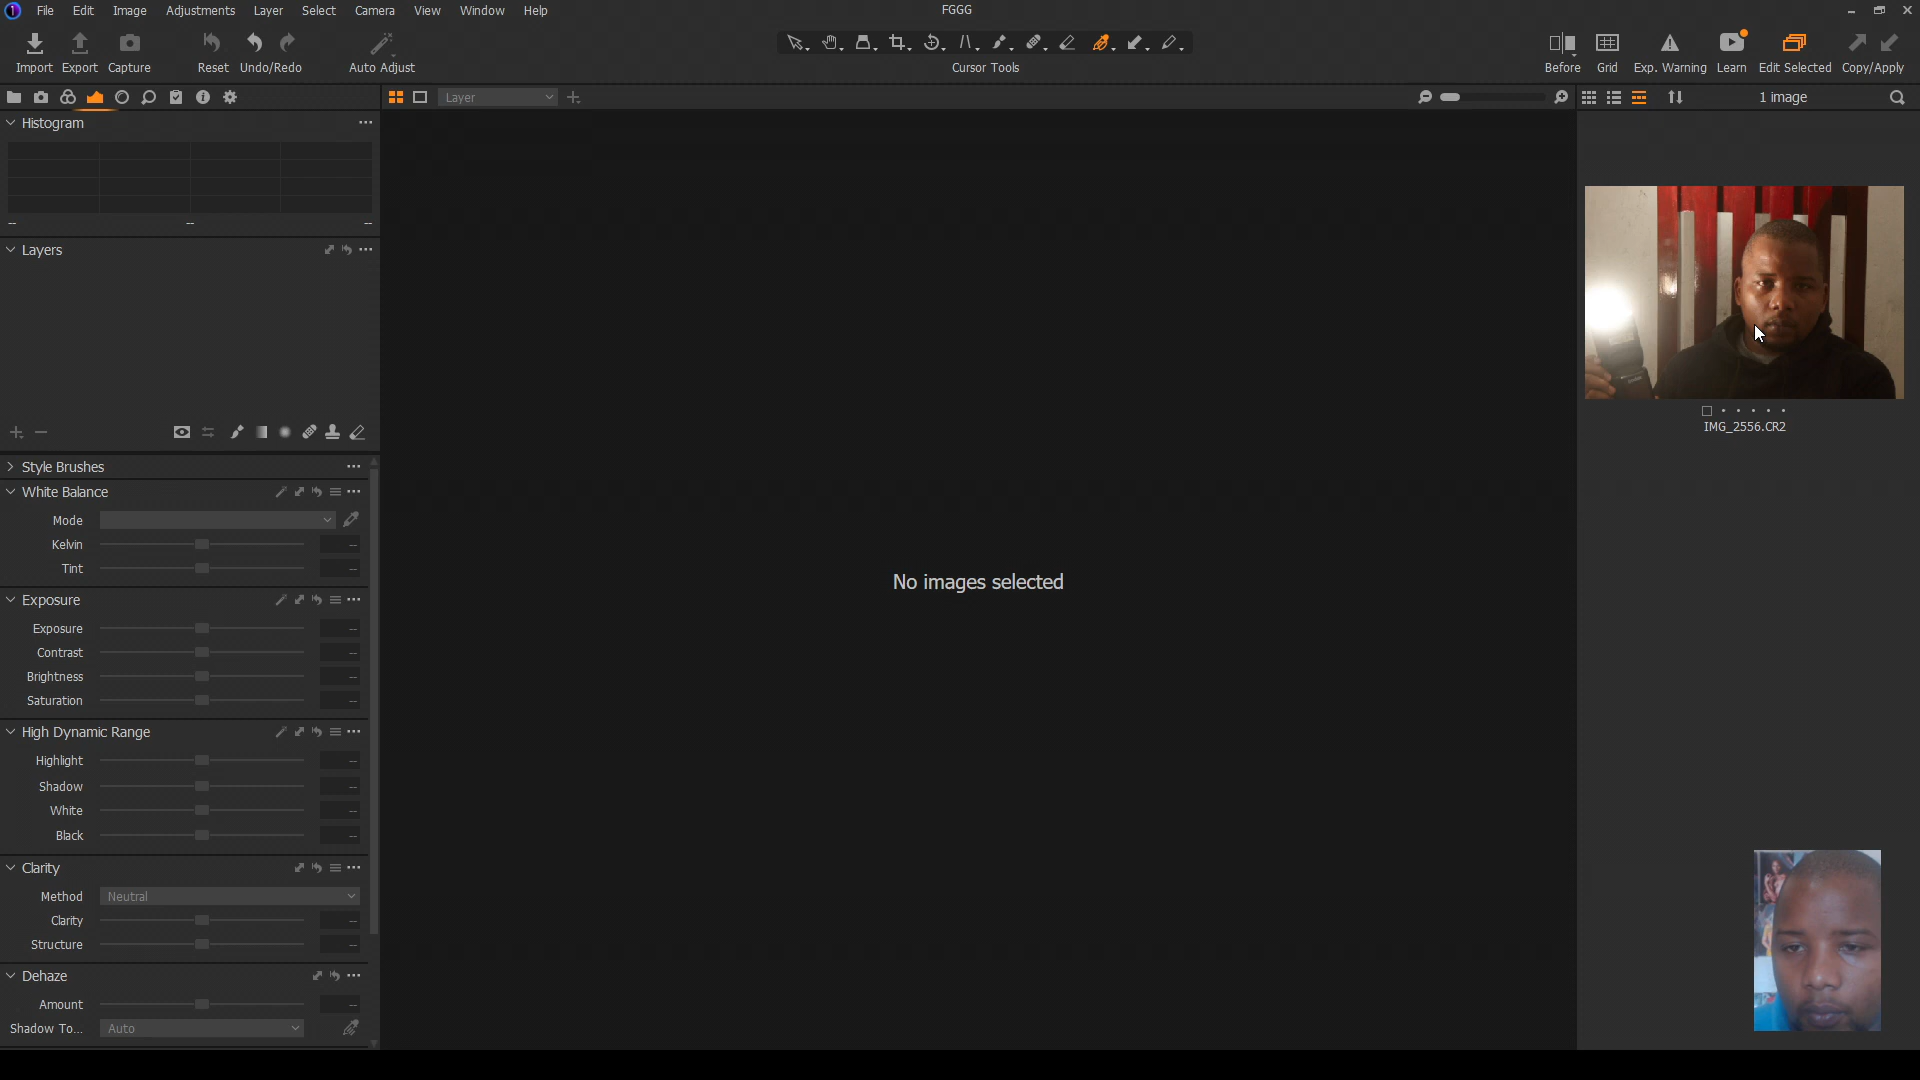 File Edit Image Adjustments Layer Select Camera View Window Help
FGGG
Import Export Capture Reset Undo/Redo Auto Adjust
Cursor Tools
Before Grid Exp. Warning Learn Edit Selected Copy/Apply
Layer
1 image
Histogram
-- -- --
Layers
Style Brushes
White Balance
Mode
Kelvin --
Tint --
Exposure
Exposure --
Contrast --
Brightness --
Saturation --
High Dynamic Range
Highlight --
Shadow --
White --
Black --
Clarity
Method Neutral
Clarity --
Structure --
Dehaze
Amount --
Shadow To... Auto
No images selected
IMG_2556.CR2